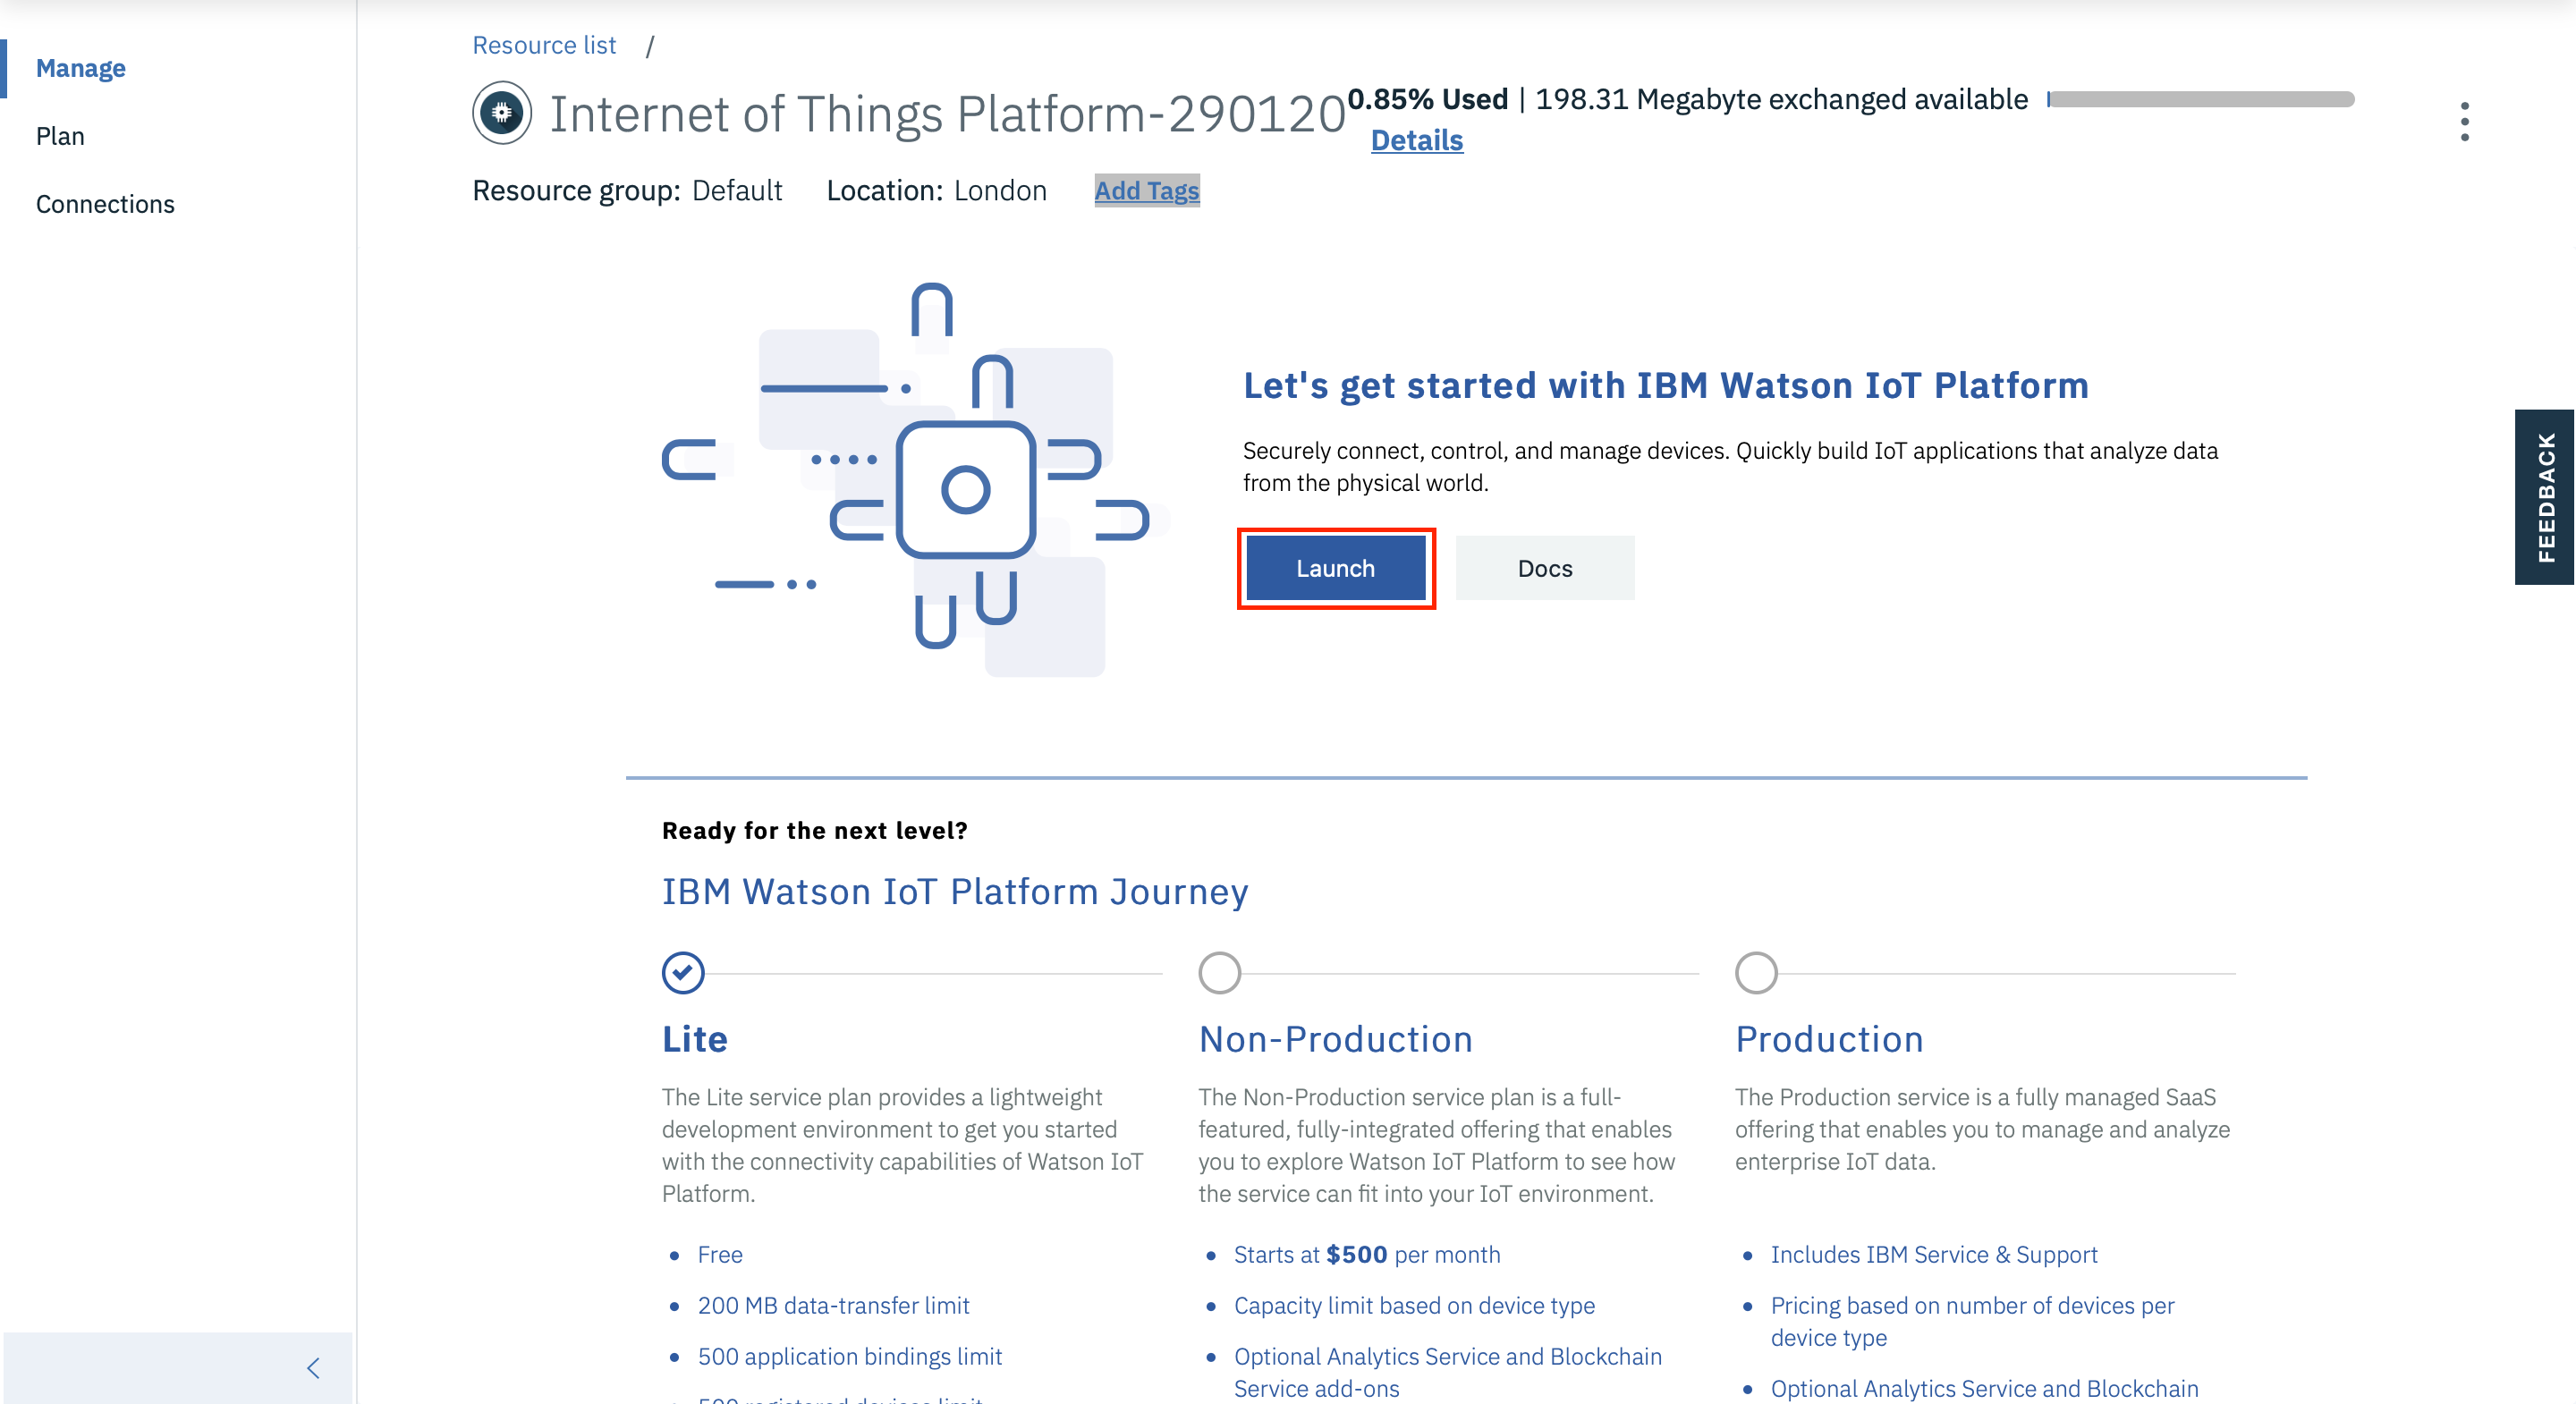 Manage
Plan
Connections
Resource list /
Internet of Things Platform-290120
0.85% Used | 198.31 Megabyte exchanged available
Details
Resource group: Default Location: London Add Tags
Let's get started with IBM Watson IoT Platform
Securely connect, control, and manage devices. Quickly build IoT applications that analyze data
from the physical world.
Launch Docs
FEEDBACK
Ready for the next level?
IBM Watson IoT Platform Journey
Lite
The Lite service plan provides a lightweight
development environment to get you started
with the connectivity capabilities of Watson IoT
Platform.
Free
200 MB data-transfer limit
500 application bindings limit
500 registered devices limit
Non-Production
The Non-Production service plan is a full-
featured, fully-integrated offering that enables
you to explore Watson IoT Platform to see how
the service can fit into your IoT environment.
Starts at $500 per month
Capacity limit based on device type
Optional Analytics Service and Blockchain
Service add-ons
Production
The Production service is a fully managed SaaS
offering that enables you to manage and analyze
enterprise IoT data.
Includes IBM Service & Support
Pricing based on number of devices per
device type
Optional Analytics Service and Blockchain